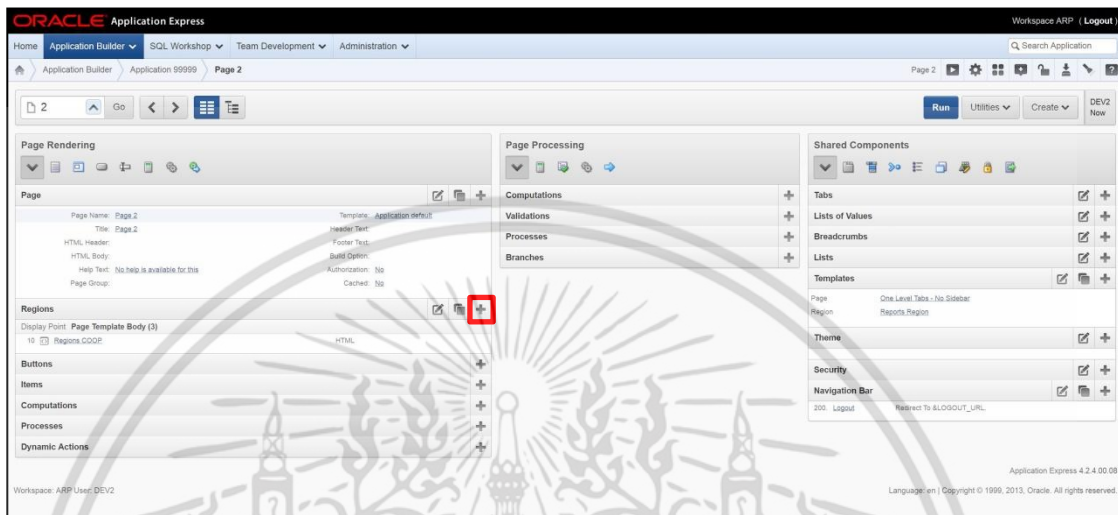 ORACLE Application Express
Workspace ARP ( Logout )
Home Application Builder SQL Workshop Team Development Administration
Search Application
Application Builder Application 99999 Page 2
Page 2
2 Go
Run Utilities Create DEV2 Now
Page Rendering
Page
Page Name: Page 2
Title: Page 2
HTML Header:
HTML Body:
Help Text: No help is available for this
Page Group:
Template: Application default
Header Text:
Footer Text:
Build Option:
Authorization: No
Cached: No
Regions
Display Point: Page Template Body (3)
10 Regions COOP HTML
Buttons
Items
Computations
Processes
Dynamic Actions
Page Processing
Computations
Validations
Processes
Branches
Shared Components
Tabs
Lists of Values
Breadcrumbs
Lists
Templates
Page One Level Tabs - No Sidebar
Region Reports Region
Theme
Security
Navigation Bar
200. Logout Redirect To &LOGOUT_URL.
Application Express 4.2.4.00.08
Workspace: ARP User: DEV2
Language: en | Copyright © 1999, 2013, Oracle. All rights reserved.